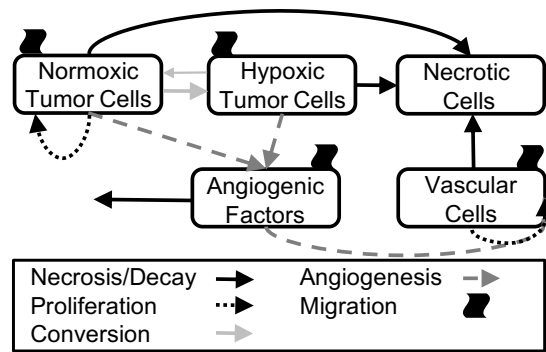 Normoxic
Tumor Cells
Hypoxic
Tumor Cells
Necrotic
Cells
Angiogenic
Factors
Vascular
Cells
Necrosis/Decay
Angiogenesis
Proliferation
Migration
Conversion